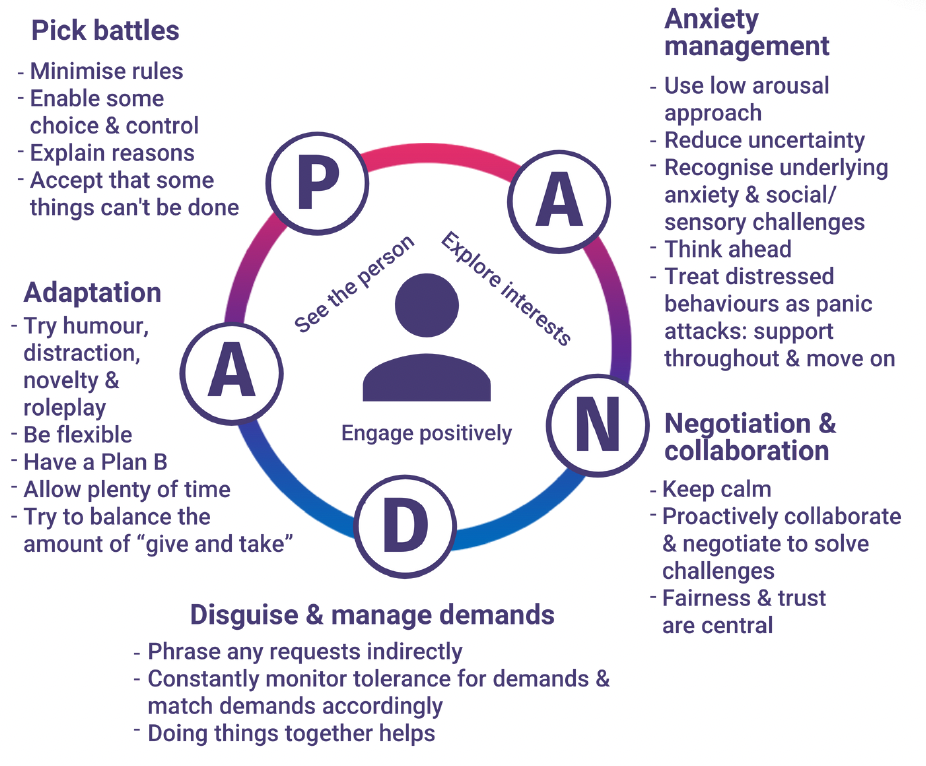 Pick battles
- Minimise rules
- Enable some
choice & control
- Explain reasons
- Accept that some
things can't be done
P
Anxiety
management
- Use low arousal
approach
- Reduce uncertainty
- Recognise underlying
anxiety & social/
sensory challenges
- Think ahead
- Treat distressed
behaviours as panic
attacks: support
throughout & move on
A
Negotiation &
collaboration
- Keep calm
- Proactively collaborate
& negotiate to solve
challenges
- Fairness & trust
are central
N
Disguise & manage demands
- Phrase any requests indirectly
- Constantly monitor tolerance for demands &
match demands accordingly
- Doing things together helps
D
Adaptation
- Try humour,
distraction,
novelty &
roleplay
- Be flexible
- Have a Plan B
- Allow plenty of time
- Try to balance the
amount of “give and take”
A
See the person
Explore interests
Engage positively